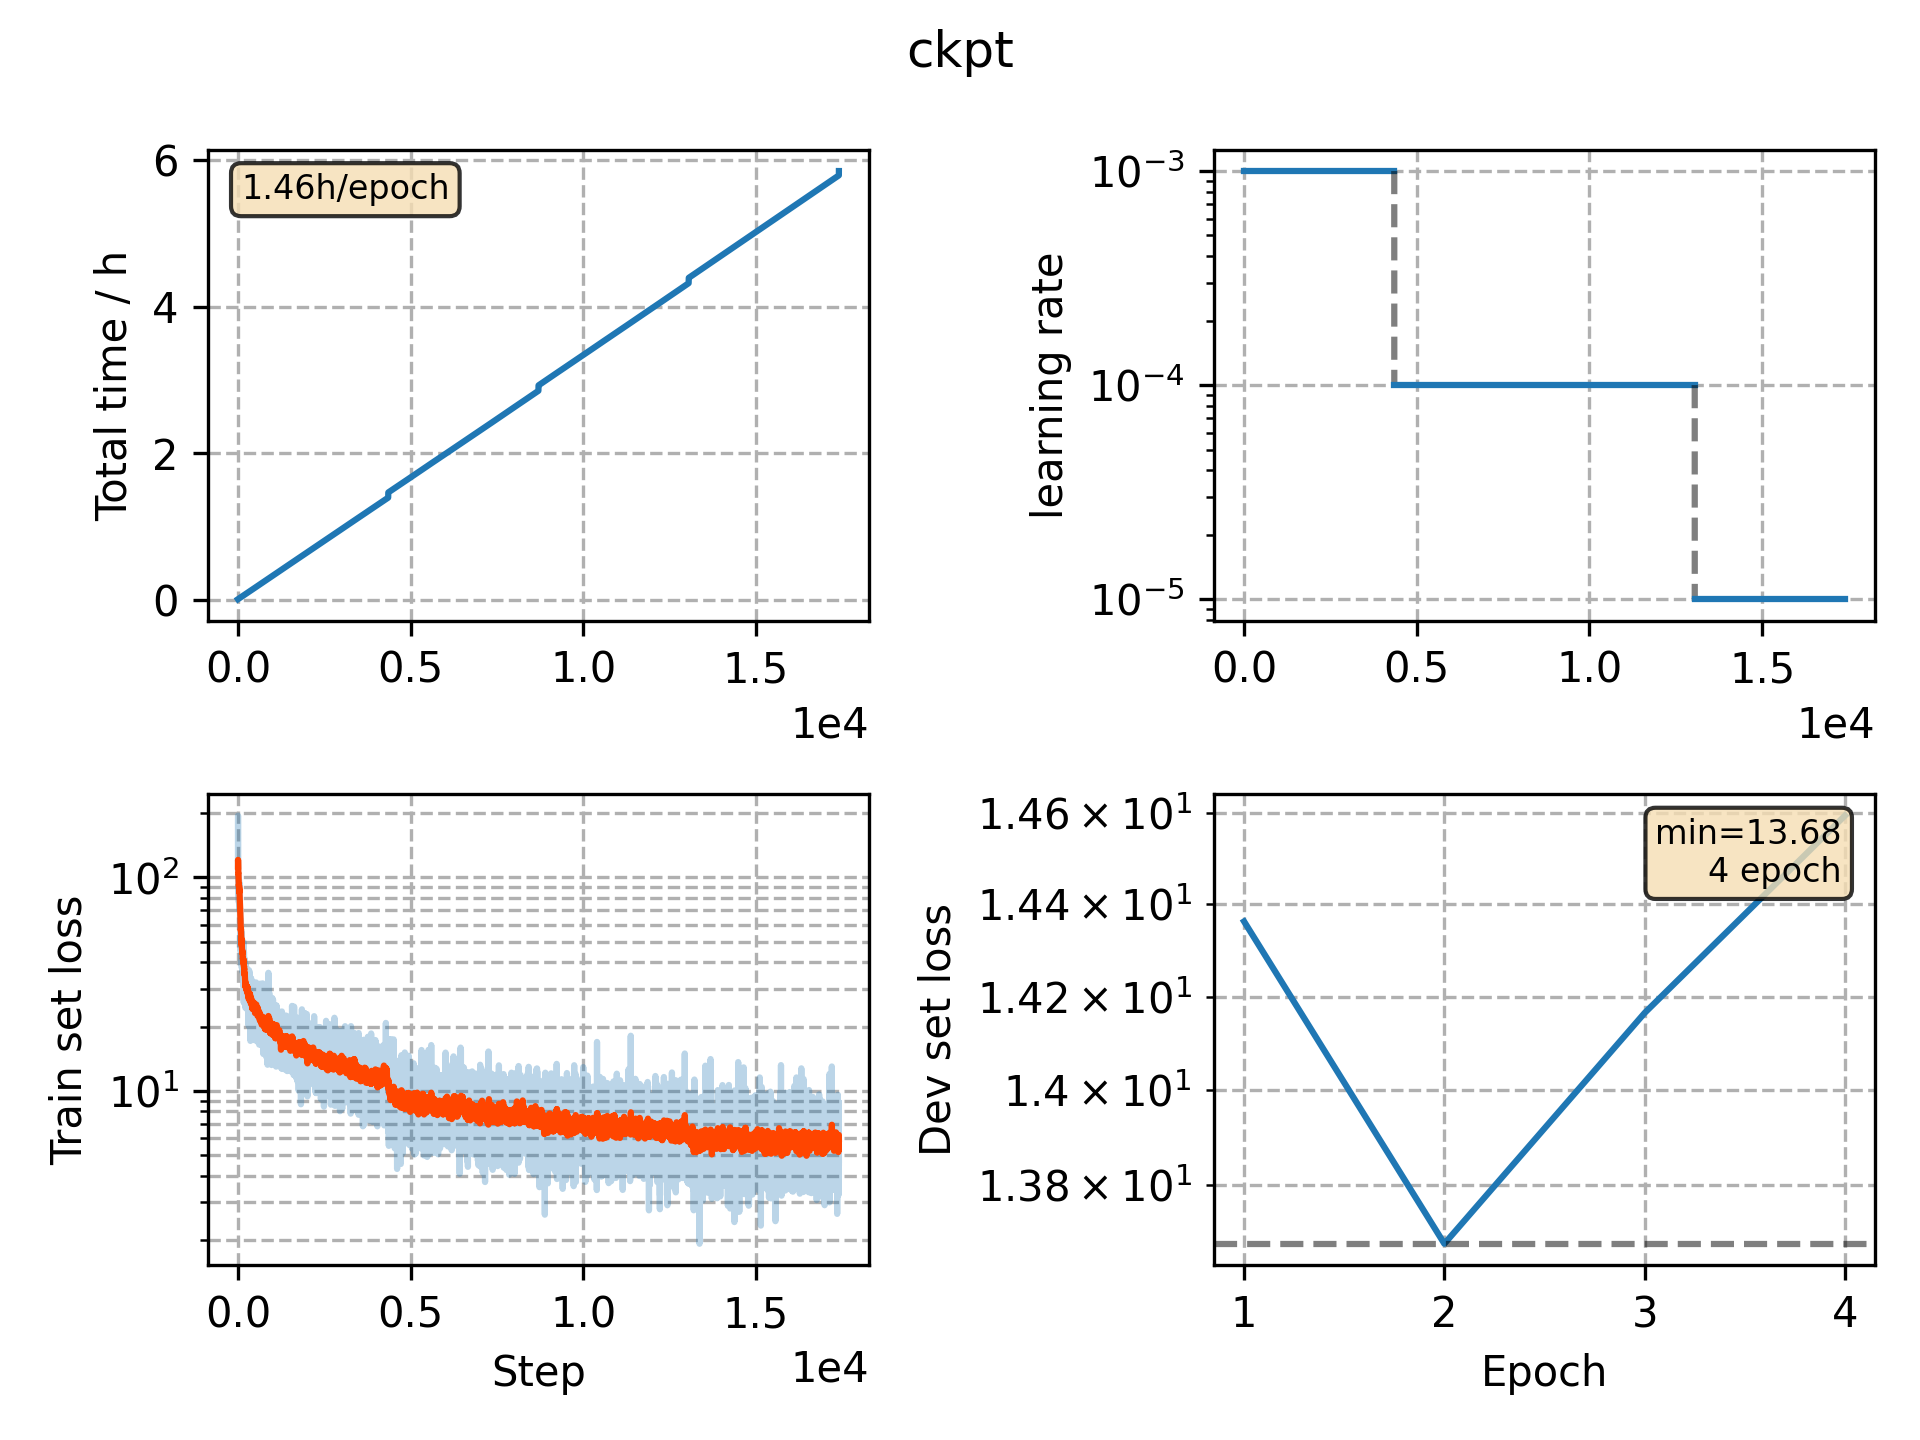 ckpt
Total time / h
6
4
2
0
1.46h/epoch
0.0 0.5 1.0 1.5
1e4
learning rate
10⁻³
10⁻⁴
10⁻⁵
0.0 0.5 1.0 1.5
1e4
Train set loss
10²
10¹
0.0 0.5 1.0 1.5
1e4
Step
Dev set loss
1.46 × 10¹
1.44 × 10¹
1.42 × 10¹
1.4 × 10¹
1.38 × 10¹
min=13.68
4 epoch
1 2 3 4
Epoch